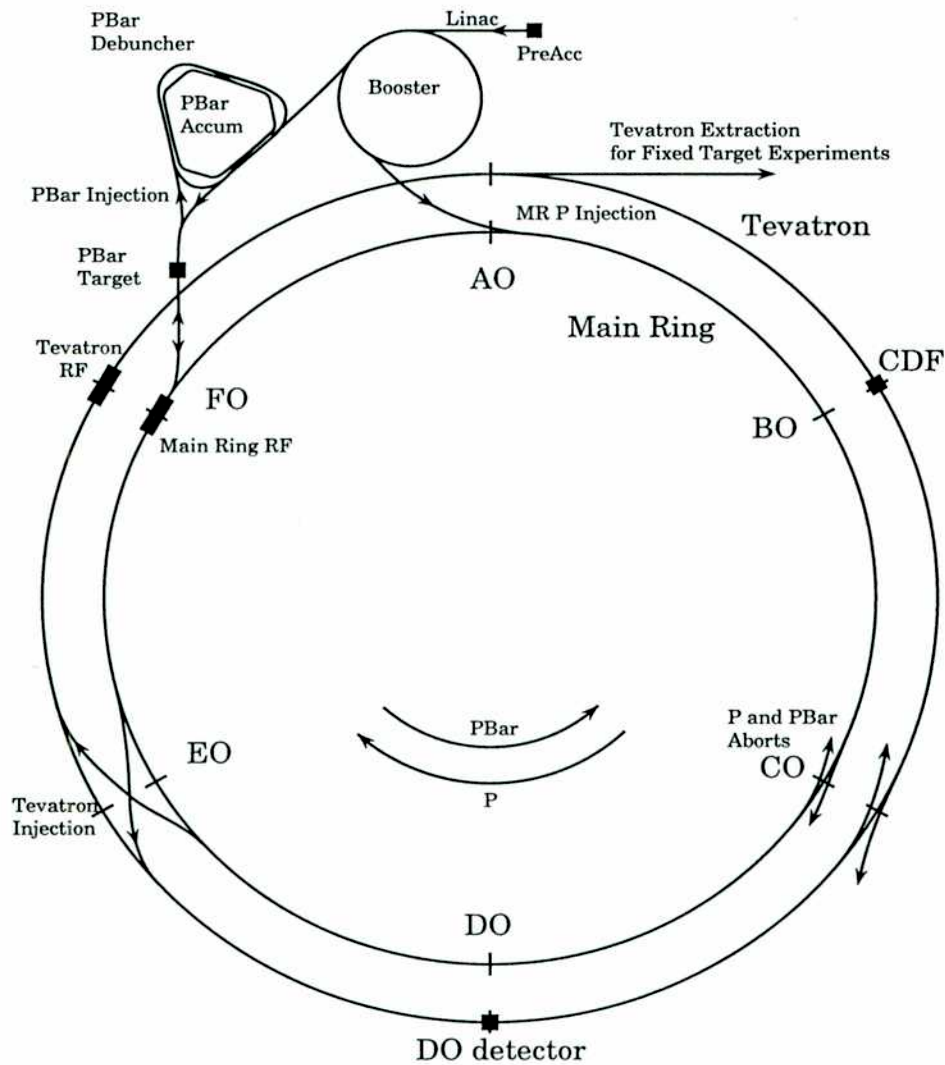 PBar
Debuncher
Linac
PreAcc
Booster
PBar
Accum
Tevatron Extraction
for Fixed Target Experiments
PBar Injection
MR P Injection
Tevatron
PBar
Target
AO
Main Ring
Tevatron
RF
CDF
FO
BO
Main Ring RF
PBar
P and PBar
Aborts
EO
CO
P
Tevatron
Injection
DO
DO detector